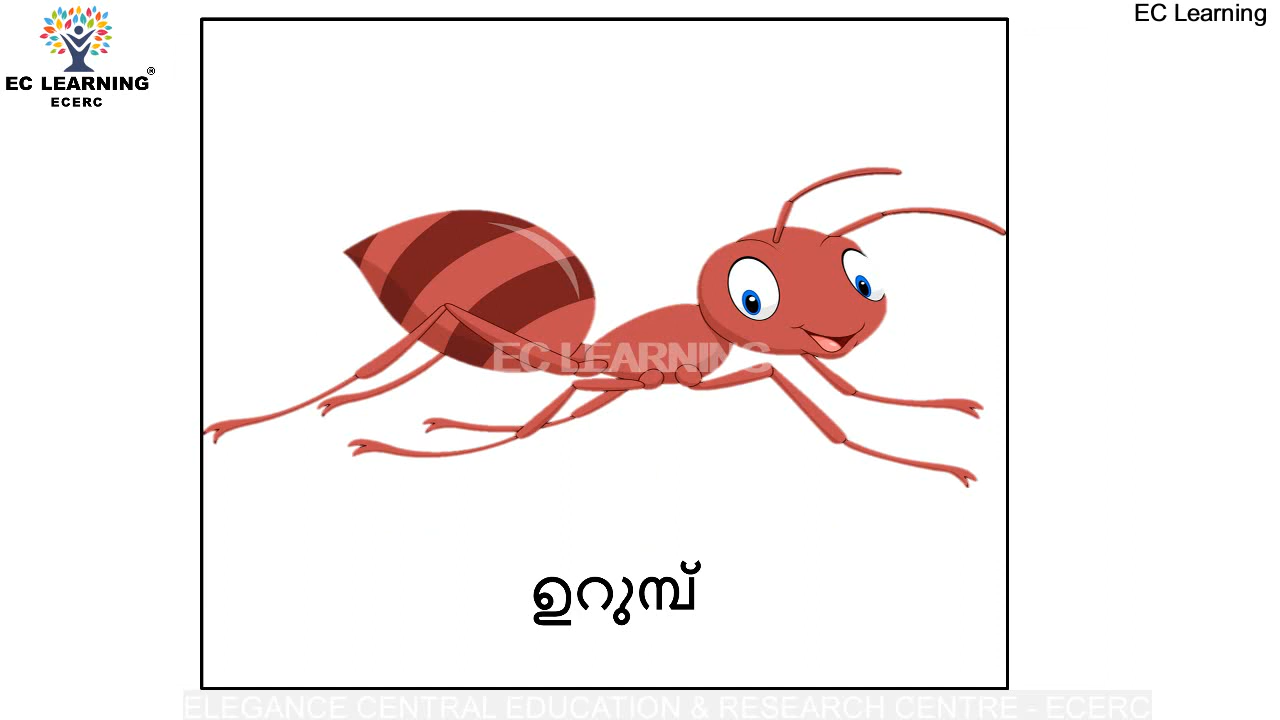 EC Learning
EC LEARNING®
ECERC
EC LEARNING
ഉറുമ്പ്
ELEGANCE CENTRAL EDUCATION & RESEARCH CENTRE - ECERC